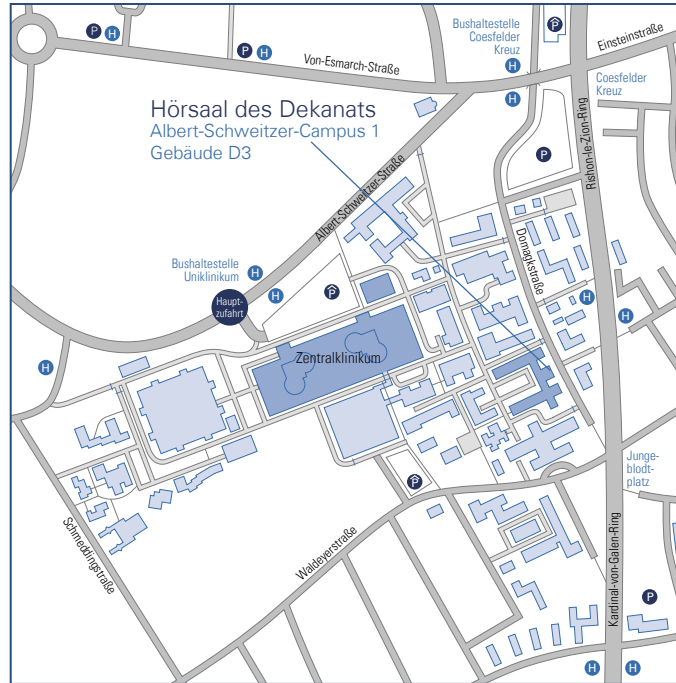 P
H
P
H
Von-Esmarch-Straße
Bushaltestelle
Coesfelder
Kreuz
H
H
P
Einsteinstraße
Coesfelder
Kreuz
Hörsaal des Dekanats
Albert-Schweitzer-Campus 1
Gebäude D3
P
Rishon-le-Zion-Ring
Albert-Schweitzer-Straße
Domagkstraße
Bushaltestelle
Uniklinikum
H
H
P
Haupt-
zufahrt
H
H
Zentralklinikum
H
Junge-
blodt-
platz
P
Schmeddingstraße
Waldeyerstraße
Kardinal-von-Galen-Ring
P
H
H